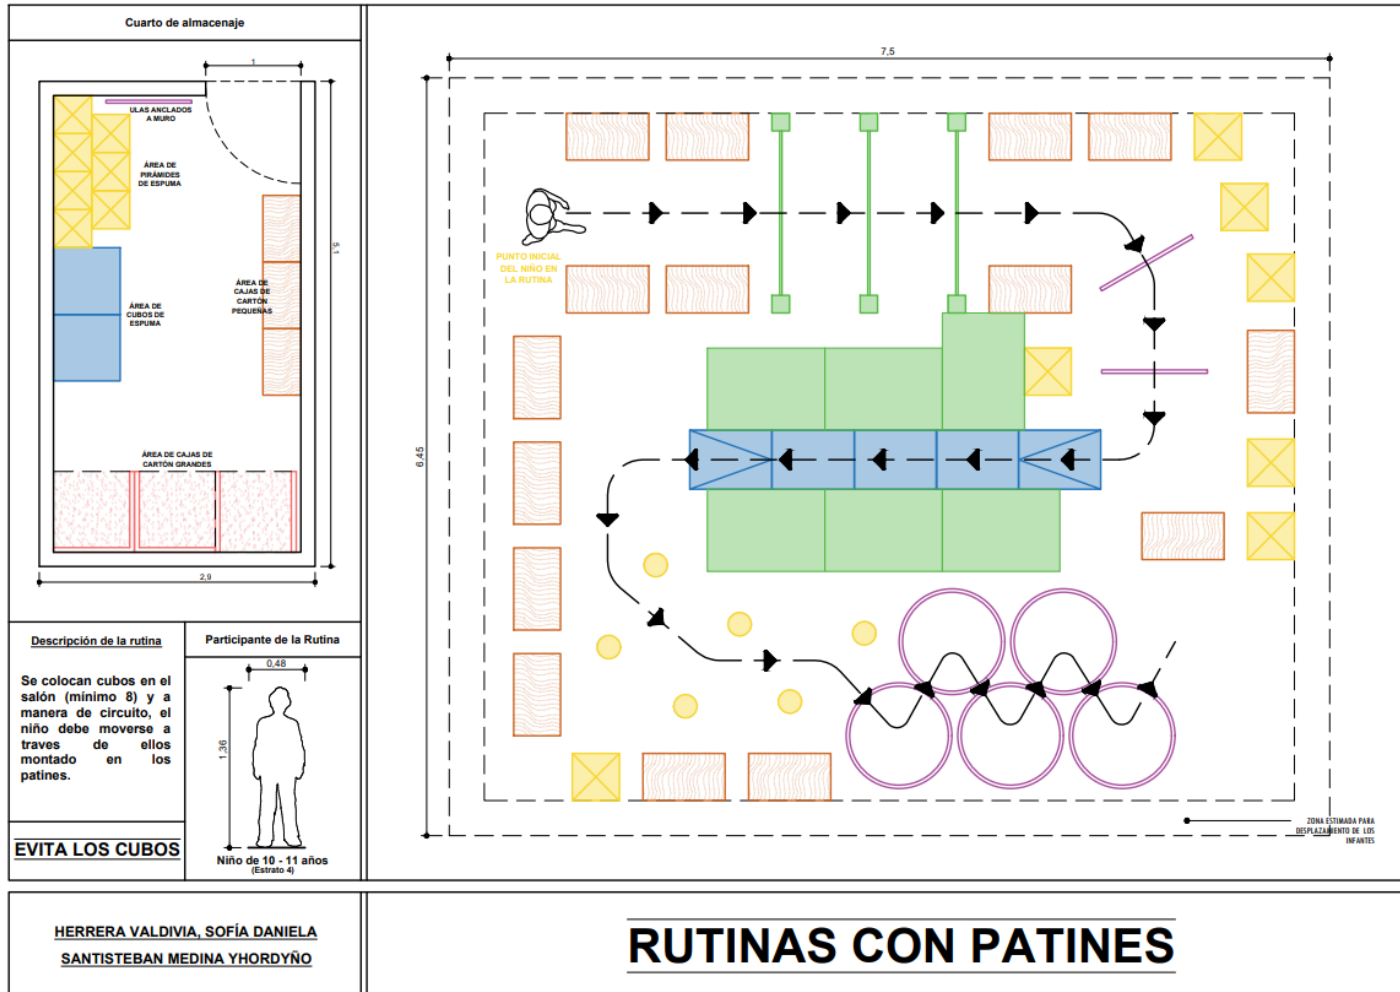 Cuarto de almacenaje
1
ULAS ANCLADOS
A MURO
ÁREA DE
PIRÁMIDES
DE ESPUMA
5,1
ÁREA DE
CAJAS DE
CARTÓN
PEQUEÑAS
ÁREA DE
CUBOS DE
ESPUMA
ÁREA DE CAJAS DE
CARTÓN GRANDES
2,9
Descripción de la rutina
Se colocan cubos en el
salón (mínimo 8) y a
manera de circuito, el
niño debe moverse a
traves de ellos
montado en los
patines.
EVITA LOS CUBOS
Participante de la Rutina
0,48
1,36
Niño de 10 - 11 años
(Estrato 4)
7,5
6,45
PUNTO INICIAL
DEL NIÑO EN
LA RUTINA
ZONA ESTIMADA PARA
DESPLAZAMIENTO DE LOS
INFANTES
HERRERA VALDIVIA, SOFÍA DANIELA
SANTISTEBAN MEDINA YHORDYÑO
RUTINAS CON PATINES